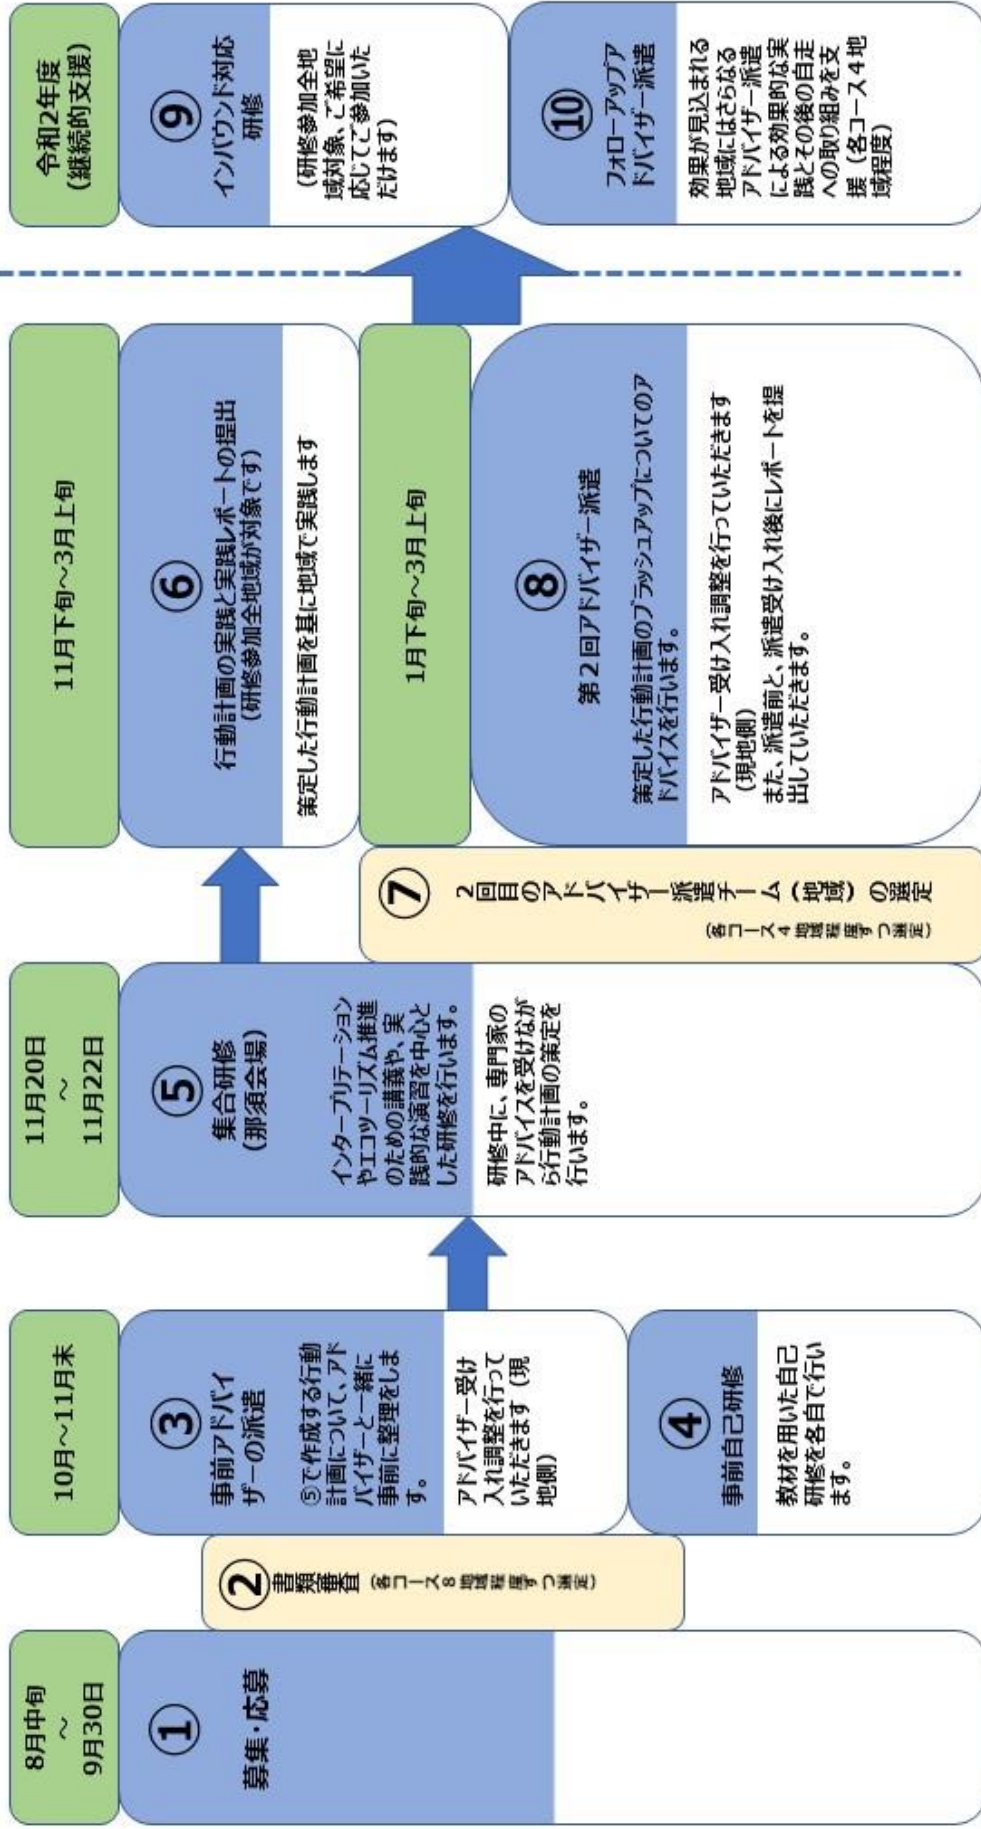 8月中旬
～
9月30日
①
募集・応募
②
書類審査
（各コース８地域程度ずつ選定）
10月～11月末
③
事前アドバイ
ザーの派遣
⑤で作成する行動
計画について、アド
バイザーと一緒に
事前に整理をしま
す。
アドバイザー受け
入れ調整を行って
いただきます（現
地側）
④
事前自己研修
教材を用いた自己
研修を各自で行い
ます。
11月20日
～
11月22日
⑤
集合研修
（那須会場）
インタープリテーション
やエコツーリズム推進
のための講義や、実
践的な演習を中心と
した研修を行います。
研修中に、専門家の
アドバイスを受けなが
ら行動計画の策定を
行います。
11月下旬～3月上旬
⑥
行動計画の実践と実践レポートの提出
（研修参加全地域が対象です）
策定した行動計画を基に地域で実践します
⑦
２回目のアドバイザー派遣チーム（地域）の選定
（各コース４地域程度ずつ選定）
1月下旬～3月上旬
⑧
第２回アドバイザー派遣
策定した行動計画のブラッシュアップについてのア
ドバイスを行います。
アドバイザー受け入れ調整を行っていただきます
（現地側）
また、派遣前と、派遣受け入れ後にレポートを提
出していただきます。
令和2年度
（継続的支援）
⑨
インバウンド対応
研修
（研修参加全地
域対象、ご希望に
応じてご参加いた
だけます）
⑩
フォローアップア
ドバイザー派遣
効果が見込まれる
地域にはさらなる
アドバイザー派遣
による効果的な実
践とその後の自走
への取り組みを支
援（各コース４地
域程度）